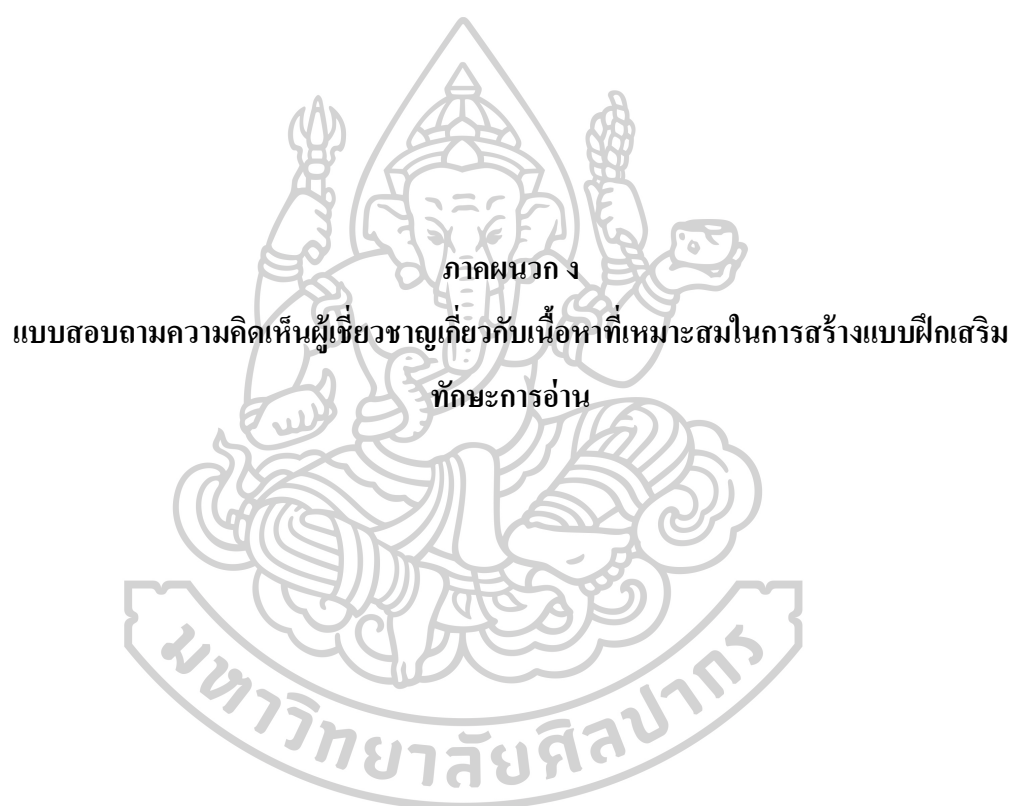 ภาคผนวก ง
แบบสอบถามความคิดเห็นผู้เชี่ยวชาญเกี่ยวกับเนื้อหาที่เหมาะสมในการสร้างแบบฝึกเสริม
ทักษะการอ่าน
มหาวิทยาลัยศิลปากร